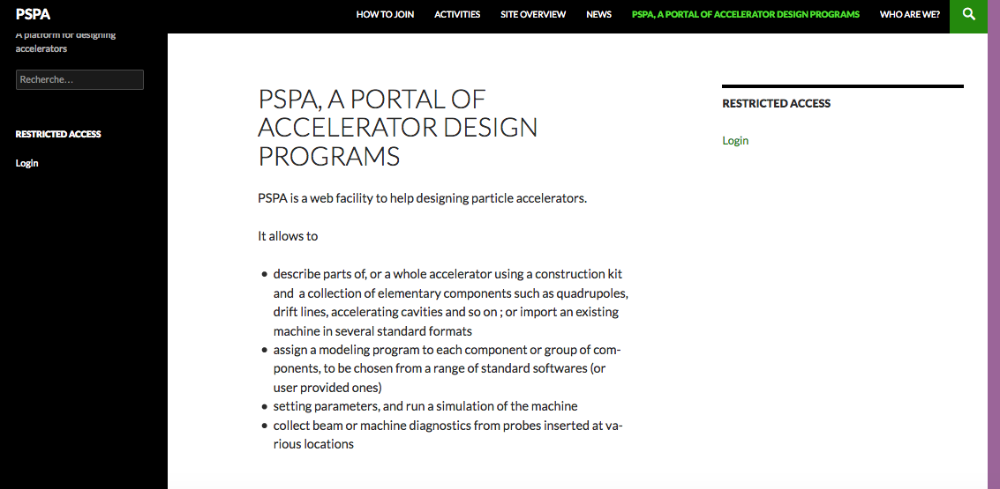 PSPA
HOW TO JOIN
ACTIVITIES
SITE OVERVIEW
NEWS
PSPA, A PORTAL OF ACCELERATOR DESIGN PROGRAMS
WHO ARE WE?
A platform for designing
accelerators
Recherche…
RESTRICTED ACCESS
Login
PSPA, A PORTAL OF
ACCELERATOR DESIGN
PROGRAMS
PSPA is a web facility to help designing particle accelerators.
It allows to
• describe parts of, or a whole accelerator using a construction kit
and a collection of elementary components such as quadrupoles,
drift lines, accelerating cavities and so on ; or import an existing
machine in several standard formats
• assign a modeling program to each component or group of com-
ponents, to be chosen from a range of standard softwares (or
user provided ones)
• setting parameters, and run a simulation of the machine
• collect beam or machine diagnostics from probes inserted at va-
rious locations
RESTRICTED ACCESS
Login